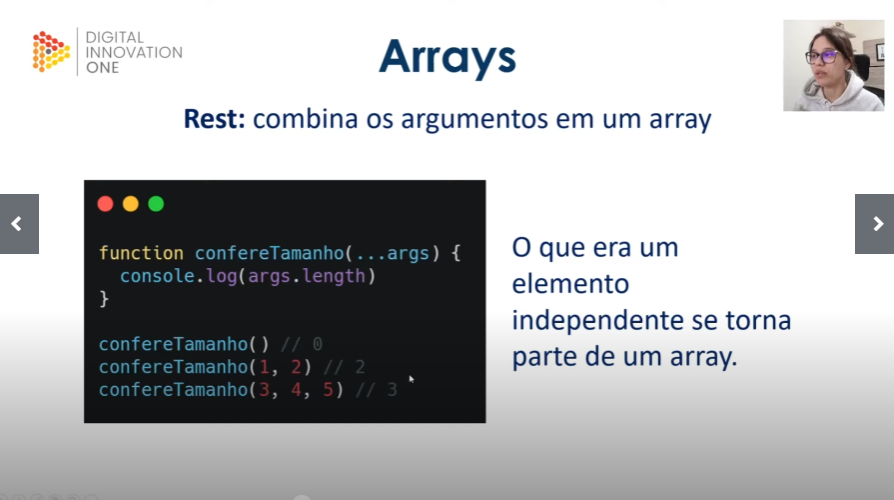 DIGITAL
INNOVATION
ONE
Arrays
Rest: combina os argumentos em um array
function confereTamanho(...args) {
  console.log(args.length)
}
confereTamanho() // 0
confereTamanho(1, 2) // 2
confereTamanho(3, 4, 5) // 3
O que era um
elemento
independente se torna
parte de um array.